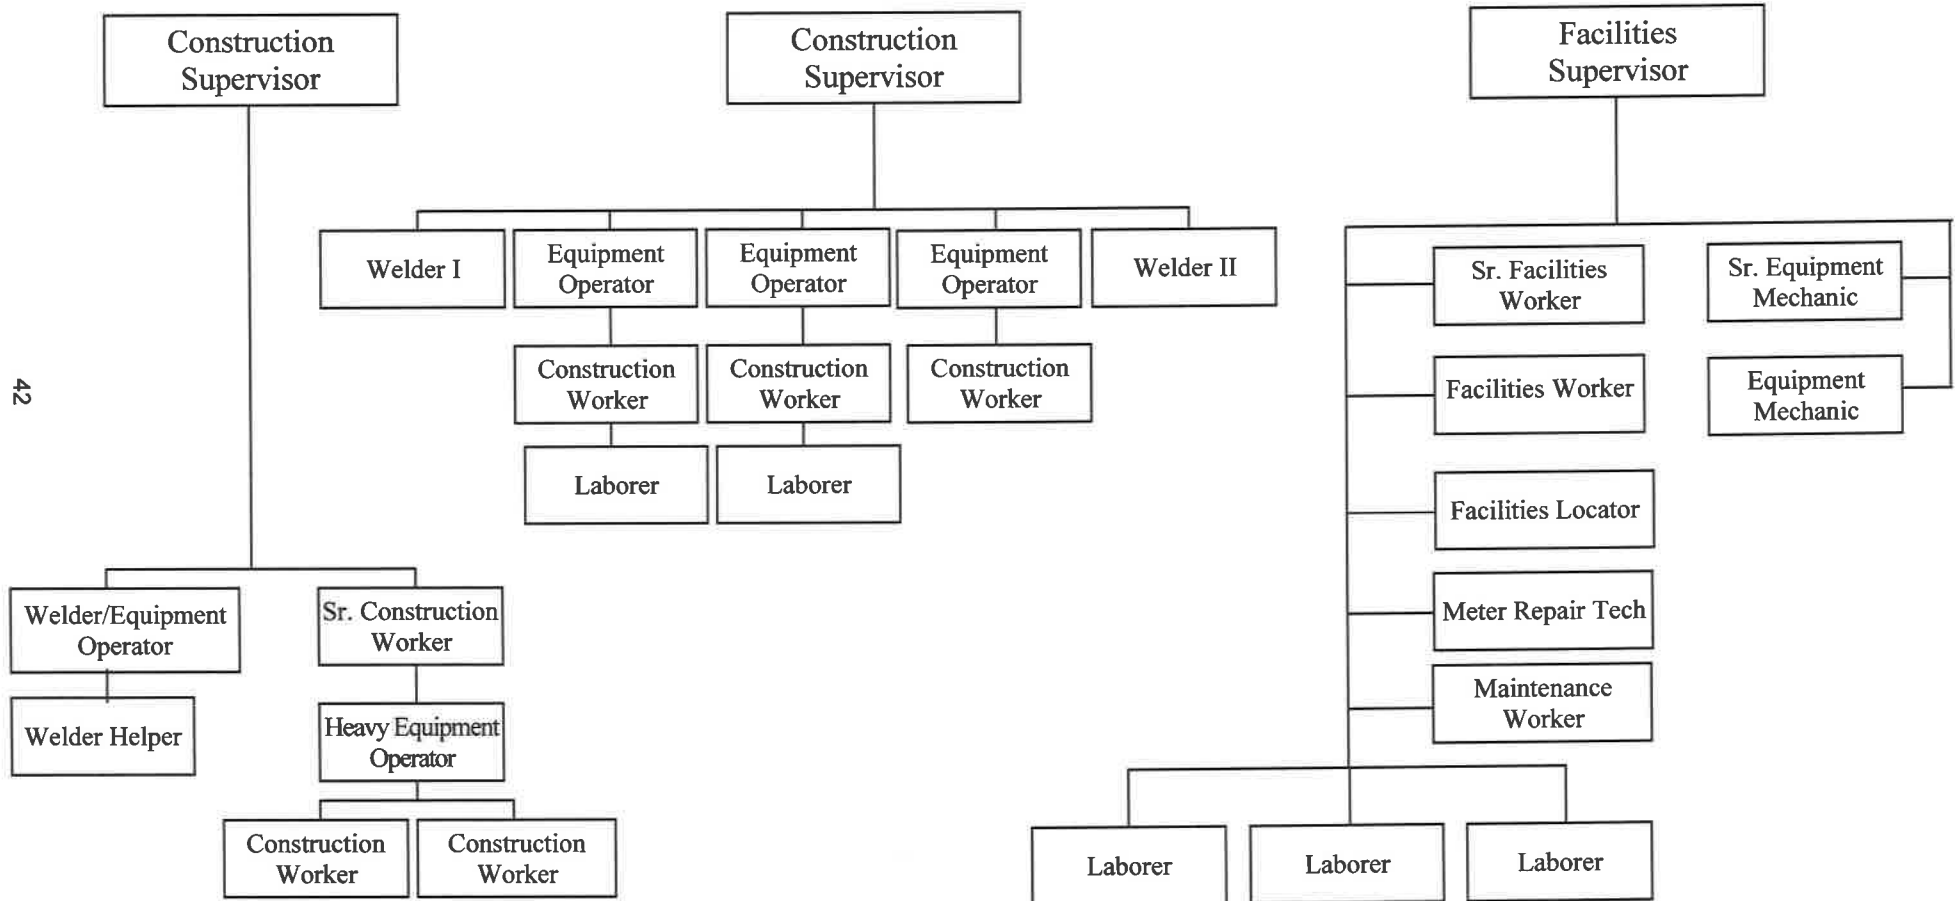 Construction
Supervisor
Construction
Supervisor
Facilities
Supervisor
Welder I
Equipment
Operator
Equipment
Operator
Equipment
Operator
Welder II
Construction
Worker
Construction
Worker
Construction
Worker
Laborer
Laborer
Sr. Facilities
Worker
Sr. Equipment
Mechanic
Facilities Worker
Equipment
Mechanic
Facilities Locator
Meter Repair Tech
Maintenance
Worker
Laborer
Laborer
Laborer
Welder/Equipment
Operator
Sr. Construction
Worker
Welder Helper
Heavy Equipment
Operator
Construction
Worker
Construction
Worker
42